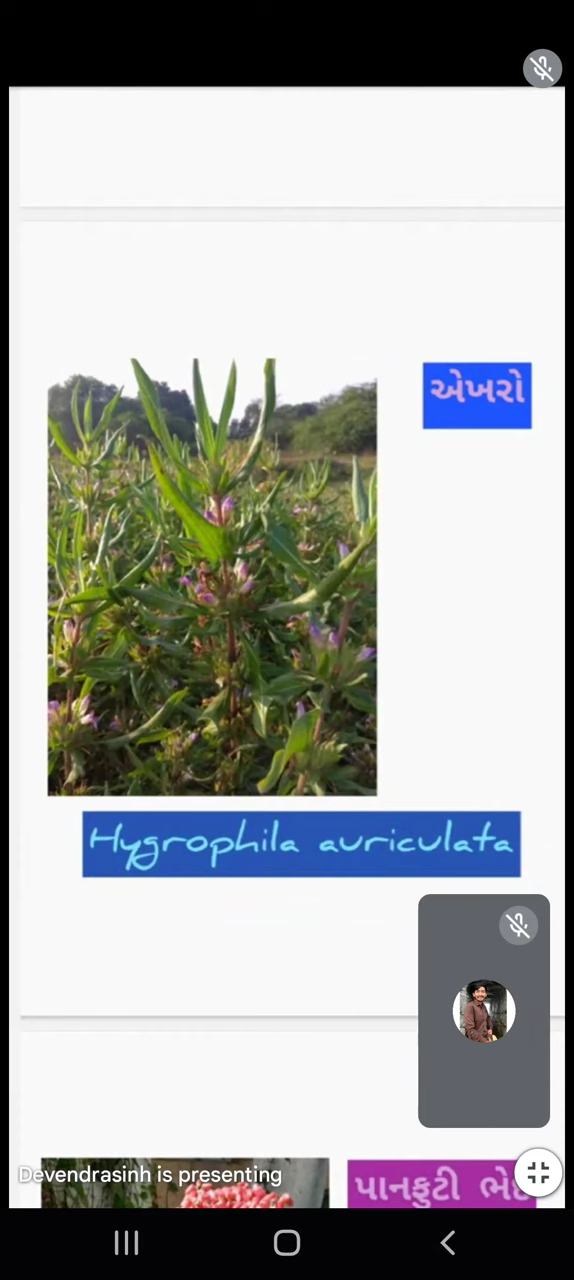 એખરો
Hygrophila auriculata
Devendrasinh is presenting
પાનફુટી